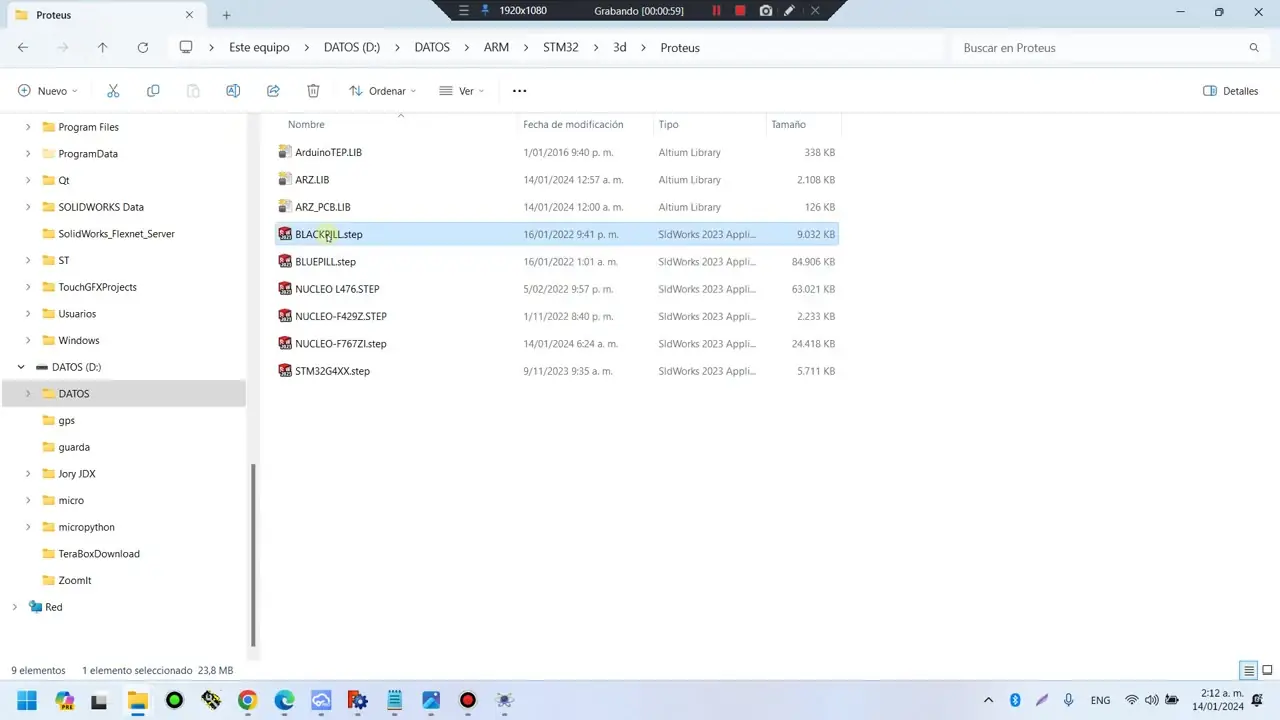 1920x1080
Grabando [00:00:59]
Proteus
Este equipo > DATOS (D:) > DATOS > ARM > STM32 > 3d > Proteus
Buscar en Proteus
Nuevo
Ordenar
Ver
Detalles
Nombre Fecha de modificación Tipo Tamaño
ArduinoTEP.LIB 1/01/2016 9:40 p. m. Altium Library 338 KB
ARZ.LIB 14/01/2024 12:57 a. m. Altium Library 2.108 KB
ARZ_PCB.LIB 14/01/2024 12:00 a. m. Altium Library 126 KB
BLACKPILL.step 16/01/2022 9:41 p. m. SldWorks 2023 Appli... 9.032 KB
BLUEPILL.step 16/01/2022 1:01 a. m. SldWorks 2023 Appli... 84.906 KB
NUCLEO L476.STEP 5/02/2022 9:57 p. m. SldWorks 2023 Appli... 63.021 KB
NUCLEO-F429Z.STEP 1/11/2022 8:40 p. m. SldWorks 2023 Appli... 2.233 KB
NUCLEO-F767ZI.step 14/01/2024 6:24 a. m. SldWorks 2023 Appli... 24.418 KB
STM32G4XX.step 9/11/2023 9:35 a. m. SldWorks 2023 Appli... 5.711 KB
Program Files
ProgramData
Qt
SOLIDWORKS Data
SolidWorks_Flexnet_Server
ST
TouchGFXProjects
Usuarios
Windows
DATOS (D:)
DATOS
gps
guarda
Jory JDX
micro
micropython
TeraBoxDownload
ZoomIt
Red
9 elementos 1 elemento seleccionado 23,8 MB
PRE
ENG
2:12 a. m.
14/01/2024